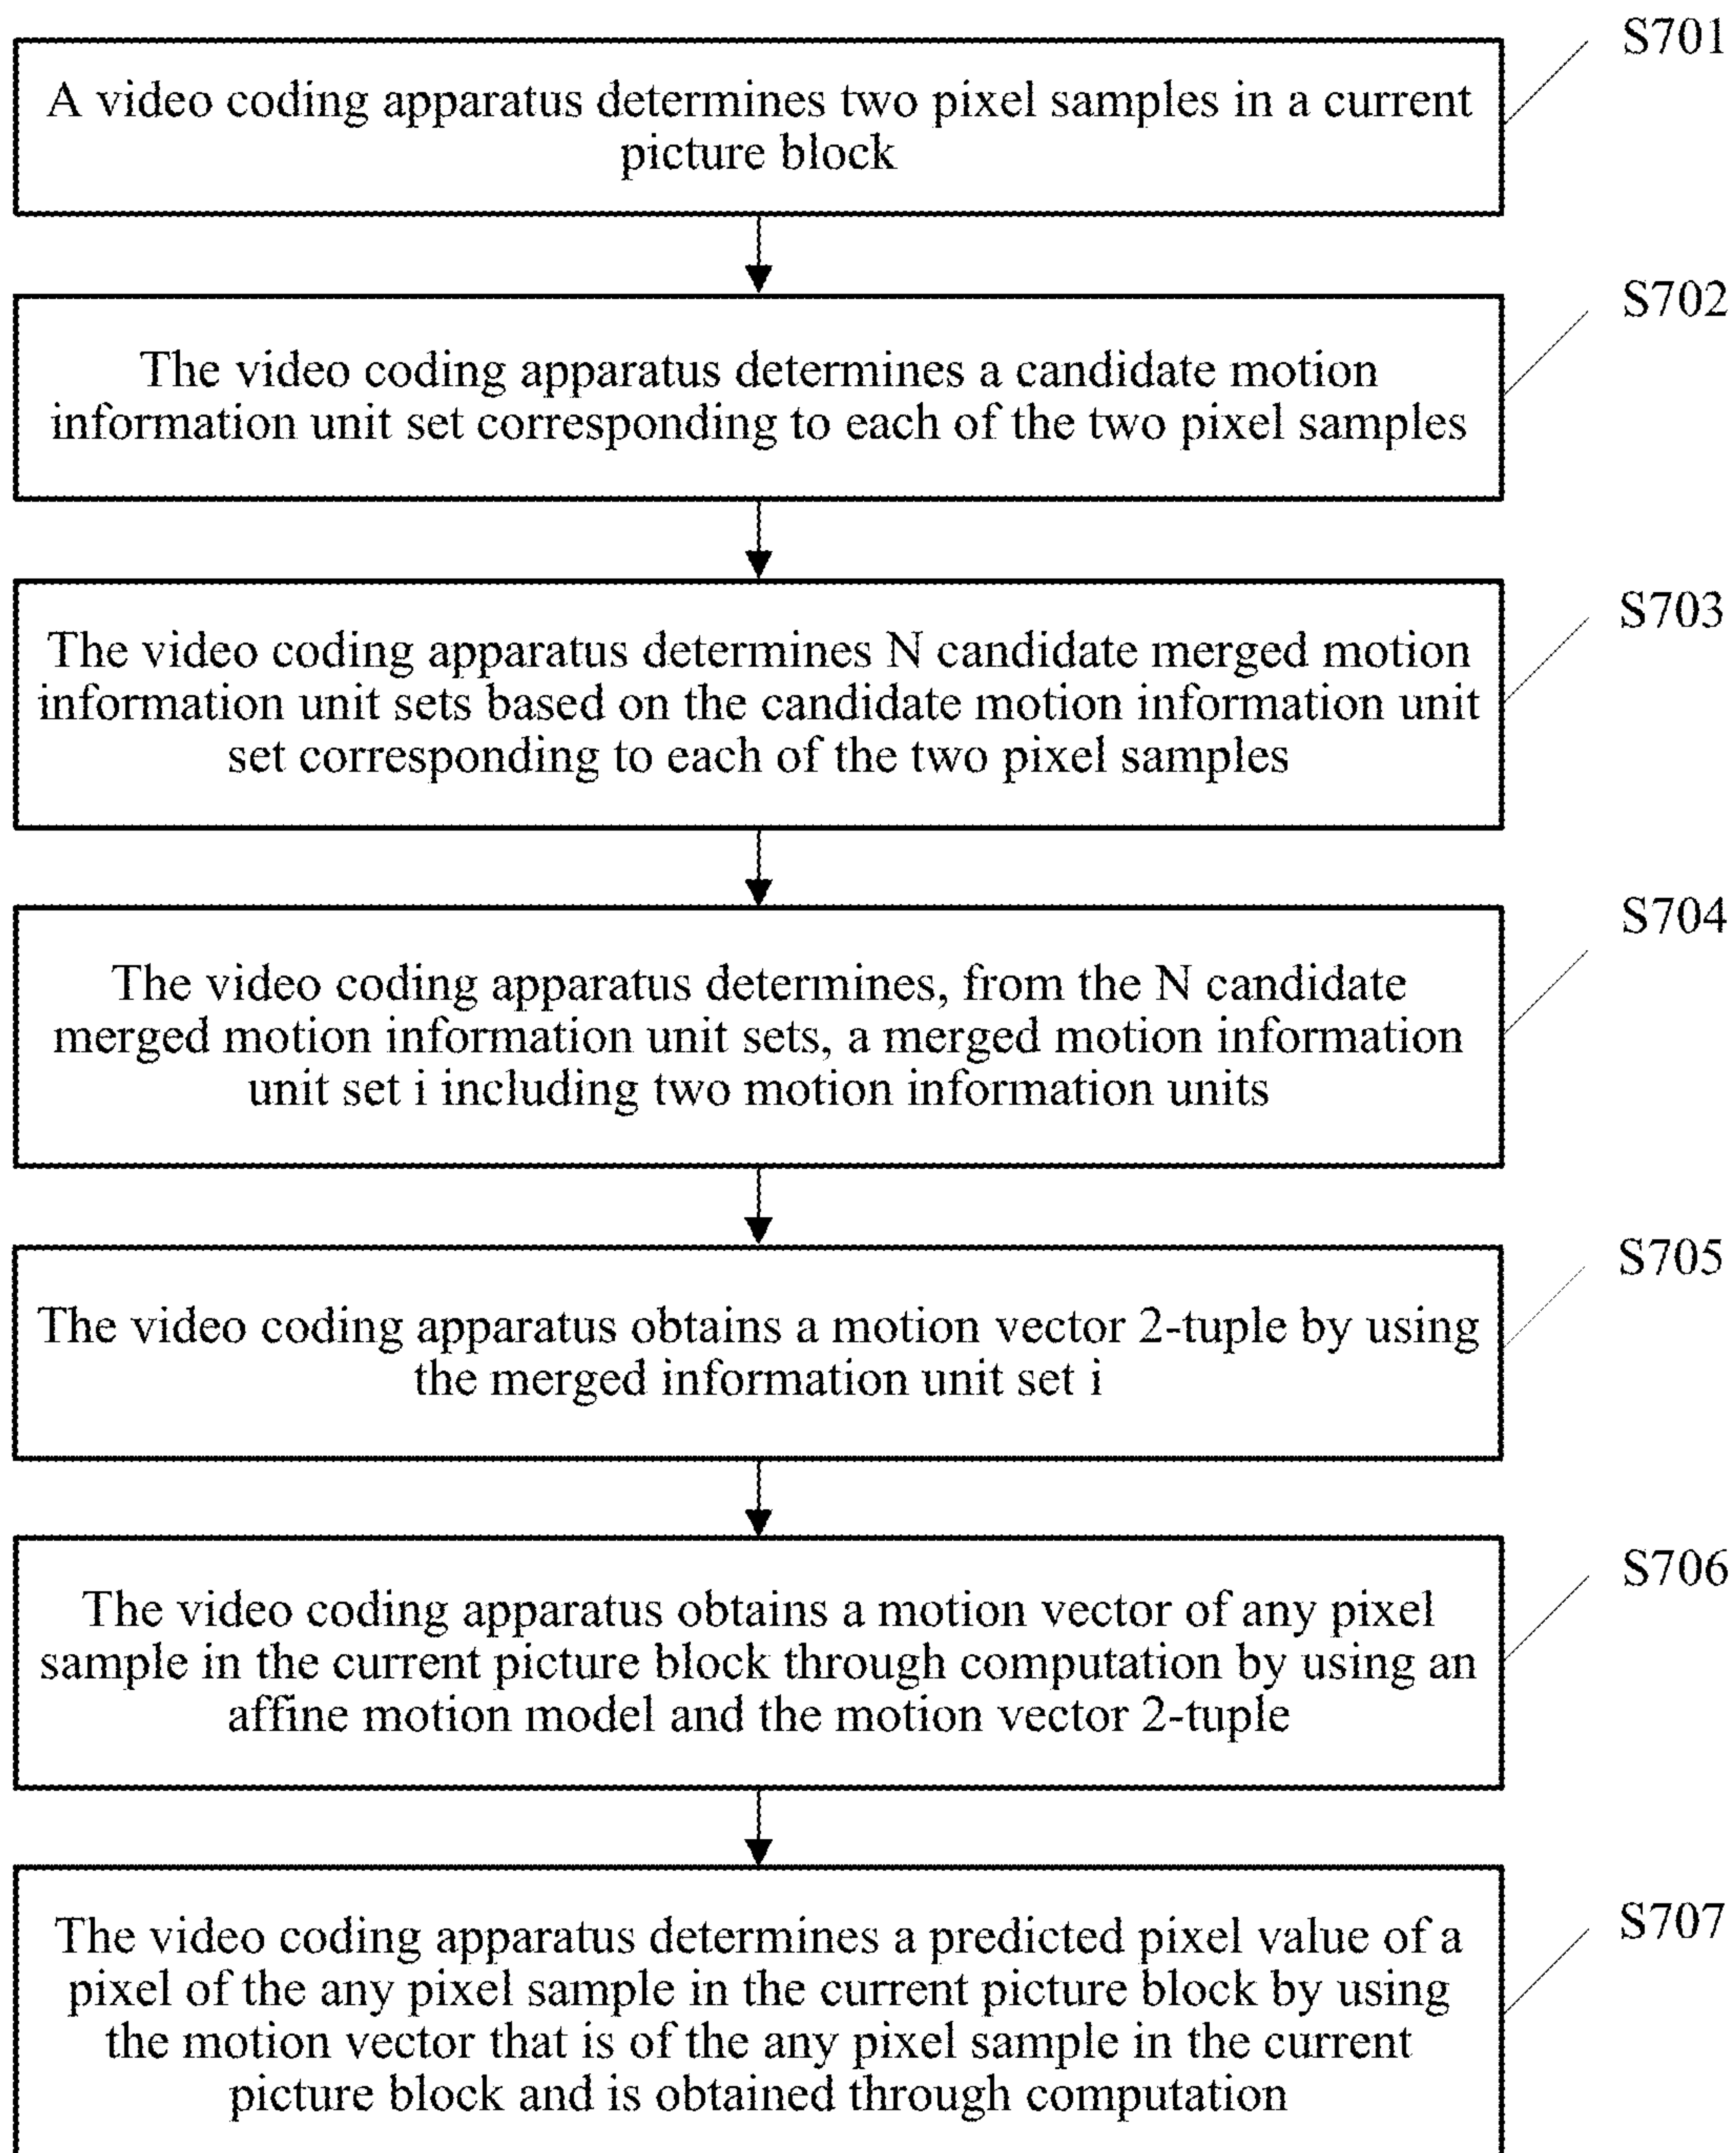 S701
A video coding apparatus determines two pixel samples in a current
picture block
S702
The video coding apparatus determines a candidate motion
information unit set corresponding to each of the two pixel samples
S703
The video coding apparatus determines N candidate merged motion
information unit sets based on the candidate motion information unit
set corresponding to each of the two pixel samples
S704
The video coding apparatus determines, from the N candidate
merged motion information unit sets, a merged motion information
unit set i including two motion information units
S705
The video coding apparatus obtains a motion vector 2-tuple by using
the merged information unit set i
S706
The video coding apparatus obtains a motion vector of any pixel
sample in the current picture block through computation by using an
affine motion model and the motion vector 2-tuple
S707
The video coding apparatus determines a predicted pixel value of a
pixel of the any pixel sample in the current picture block by using
the motion vector that is of the any pixel sample in the current
picture block and is obtained through computation